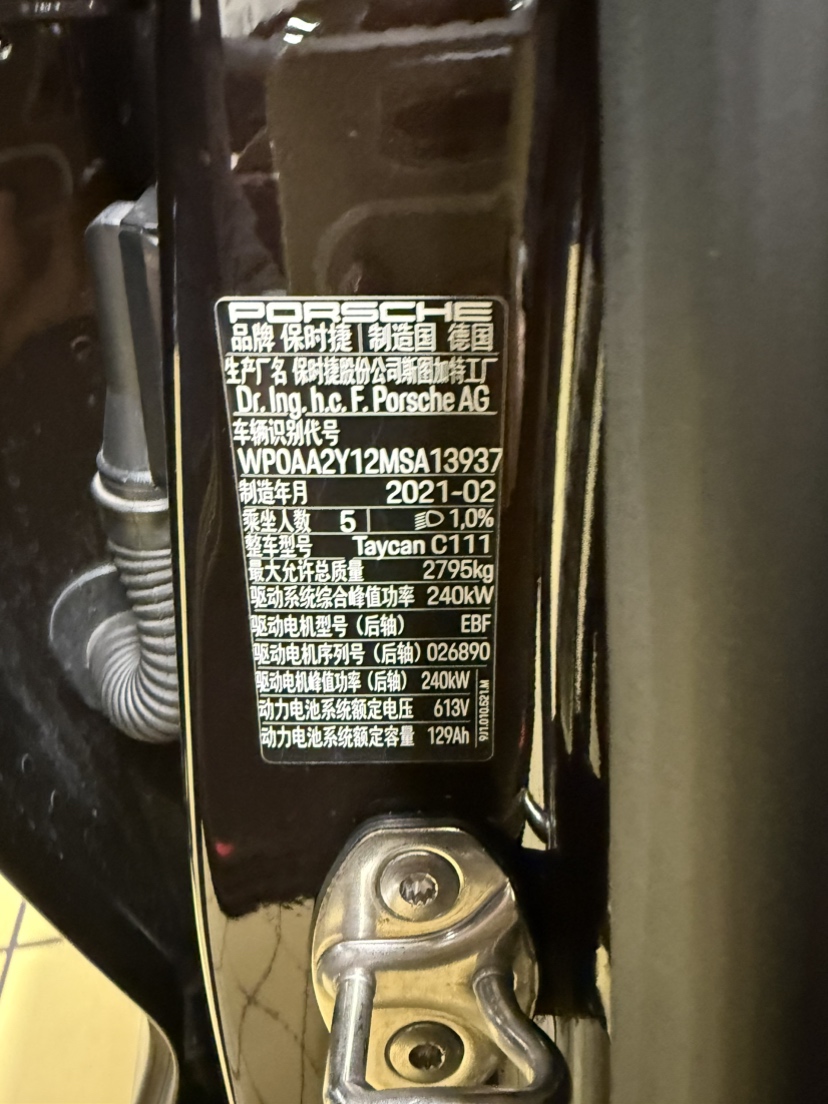 PORSCHE
品牌 保时捷 制造国 德国
生产厂名 保时捷股份公司斯图加特工厂
Dr. Ing. h.c. F. Porsche AG
车辆识别代号
WP0AA2Y12MSA13937
制造年月 2021-02
乘坐人数 5 1,0%
整车型号 Taycan C111
最大允许总质量 2795kg
驱动系统综合峰值功率 240kW
驱动电机型号（后轴） EBF
驱动电机序列号（后轴）026890
驱动电机峰值功率（后轴） 240kW
动力电池系统额定电压 613V
动力电池系统额定容量 129Ah
9J1.010.521.M